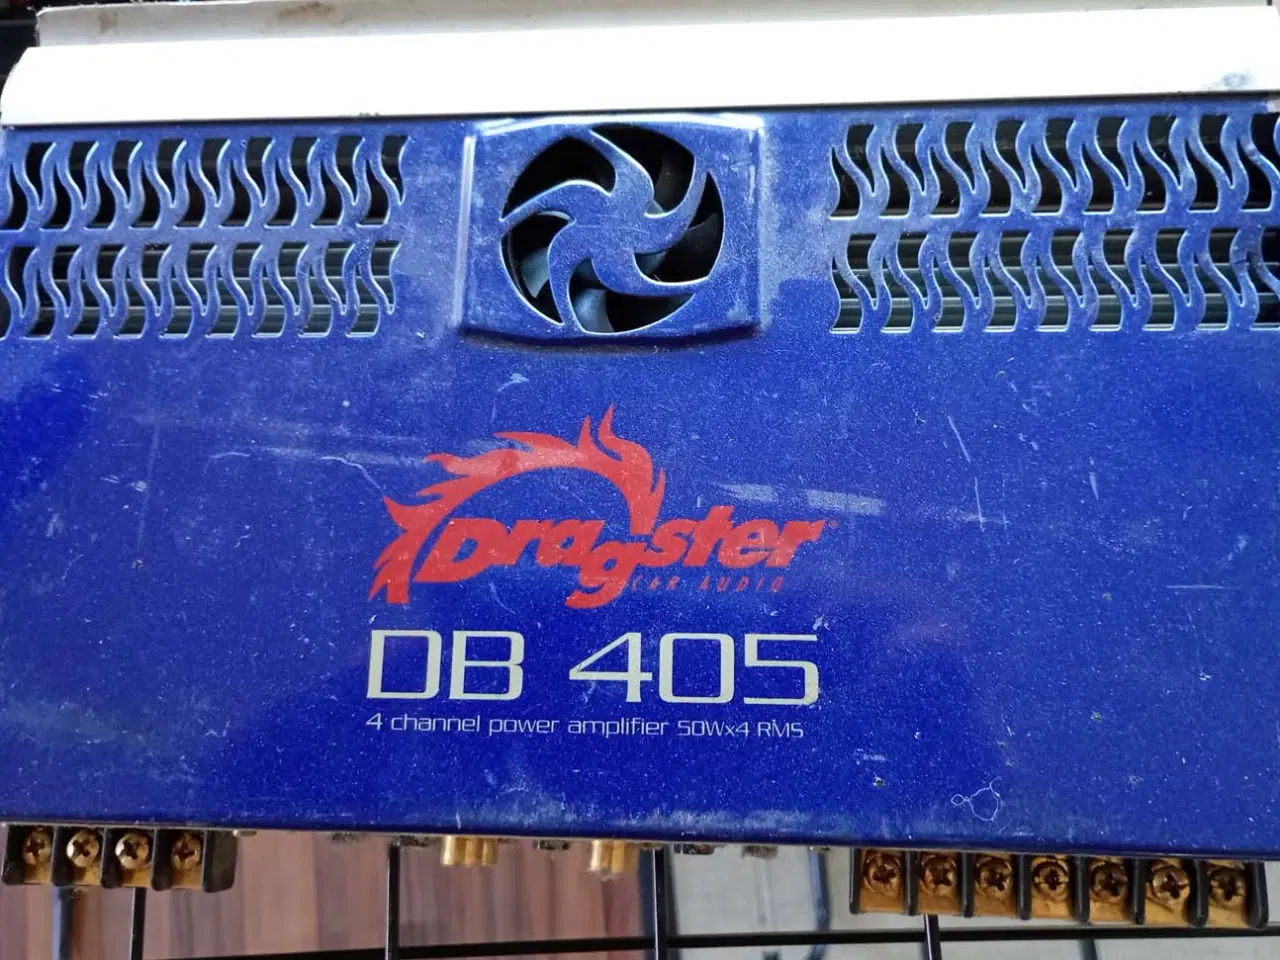 Dragster
CAR AUDIO
DB 405
4 channel power amplifier 50Wx4 RMS